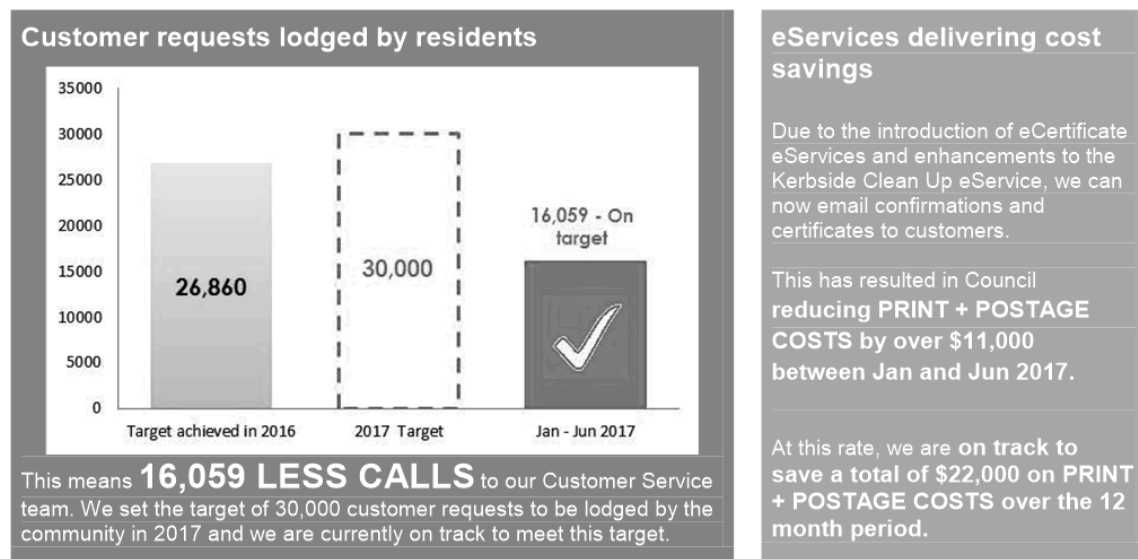 Customer requests lodged by residents
35000
30000
25000
20000
15000
10000
5000
0
26,860
30,000
16,059 - On
target
Target achieved in 2016
2017 Target
Jan - Jun 2017
This means 16,059 LESS CALLS to our Customer Service
team. We set the target of 30,000 customer requests to be lodged by the
community in 2017 and we are currently on track to meet this target.
eServices delivering cost
savings
Due to the introduction of eCertificate
eServices and enhancements to the
Kerbside Clean Up eService, we can
now email confirmations and
certificates to customers.
This has resulted in Council
reducing PRINT + POSTAGE
COSTS by over $11,000
between Jan and Jun 2017.
At this rate, we are on track to
save a total of $22,000 on PRINT
+ POSTAGE COSTS over the 12
month period.